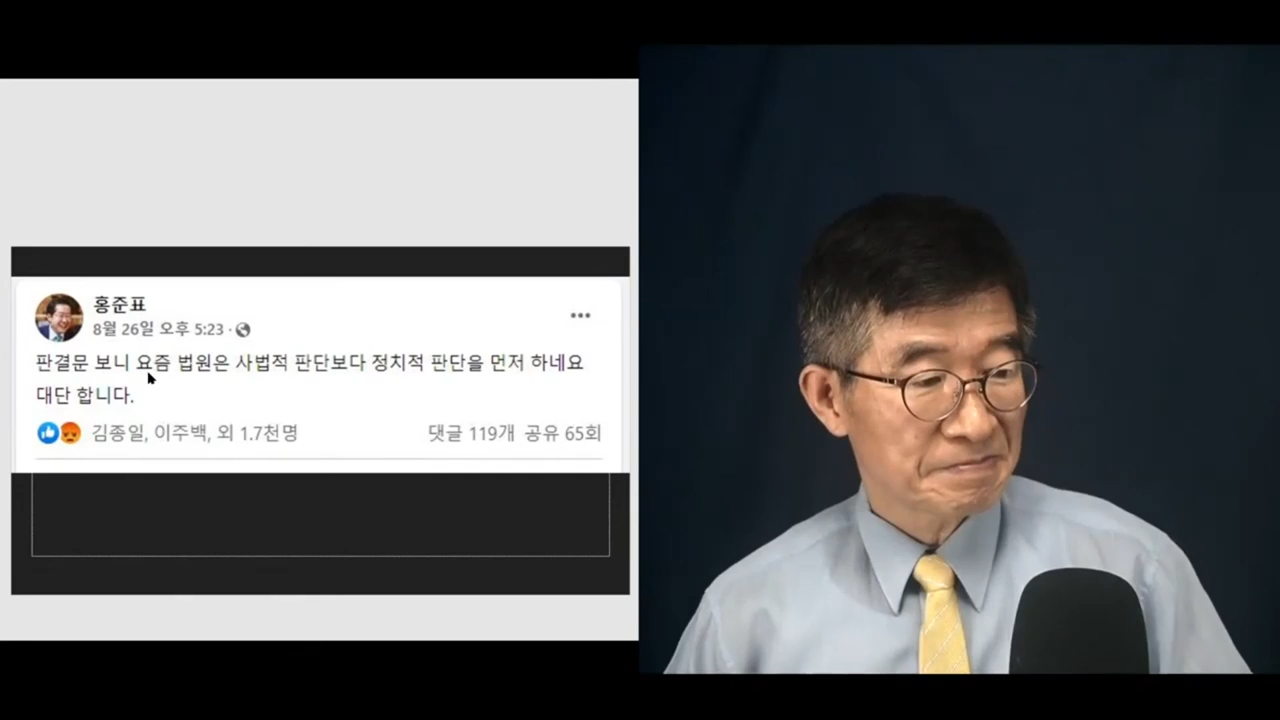 홍준표
8월 26일 오후 5:23 ·
판결문 보니 요즘 법원은 사법적 판단보다 정치적 판단을 먼저 하네요
대단 합니다.
김종일, 이주백, 외 1.7천명 댓글 119개 공유 65회